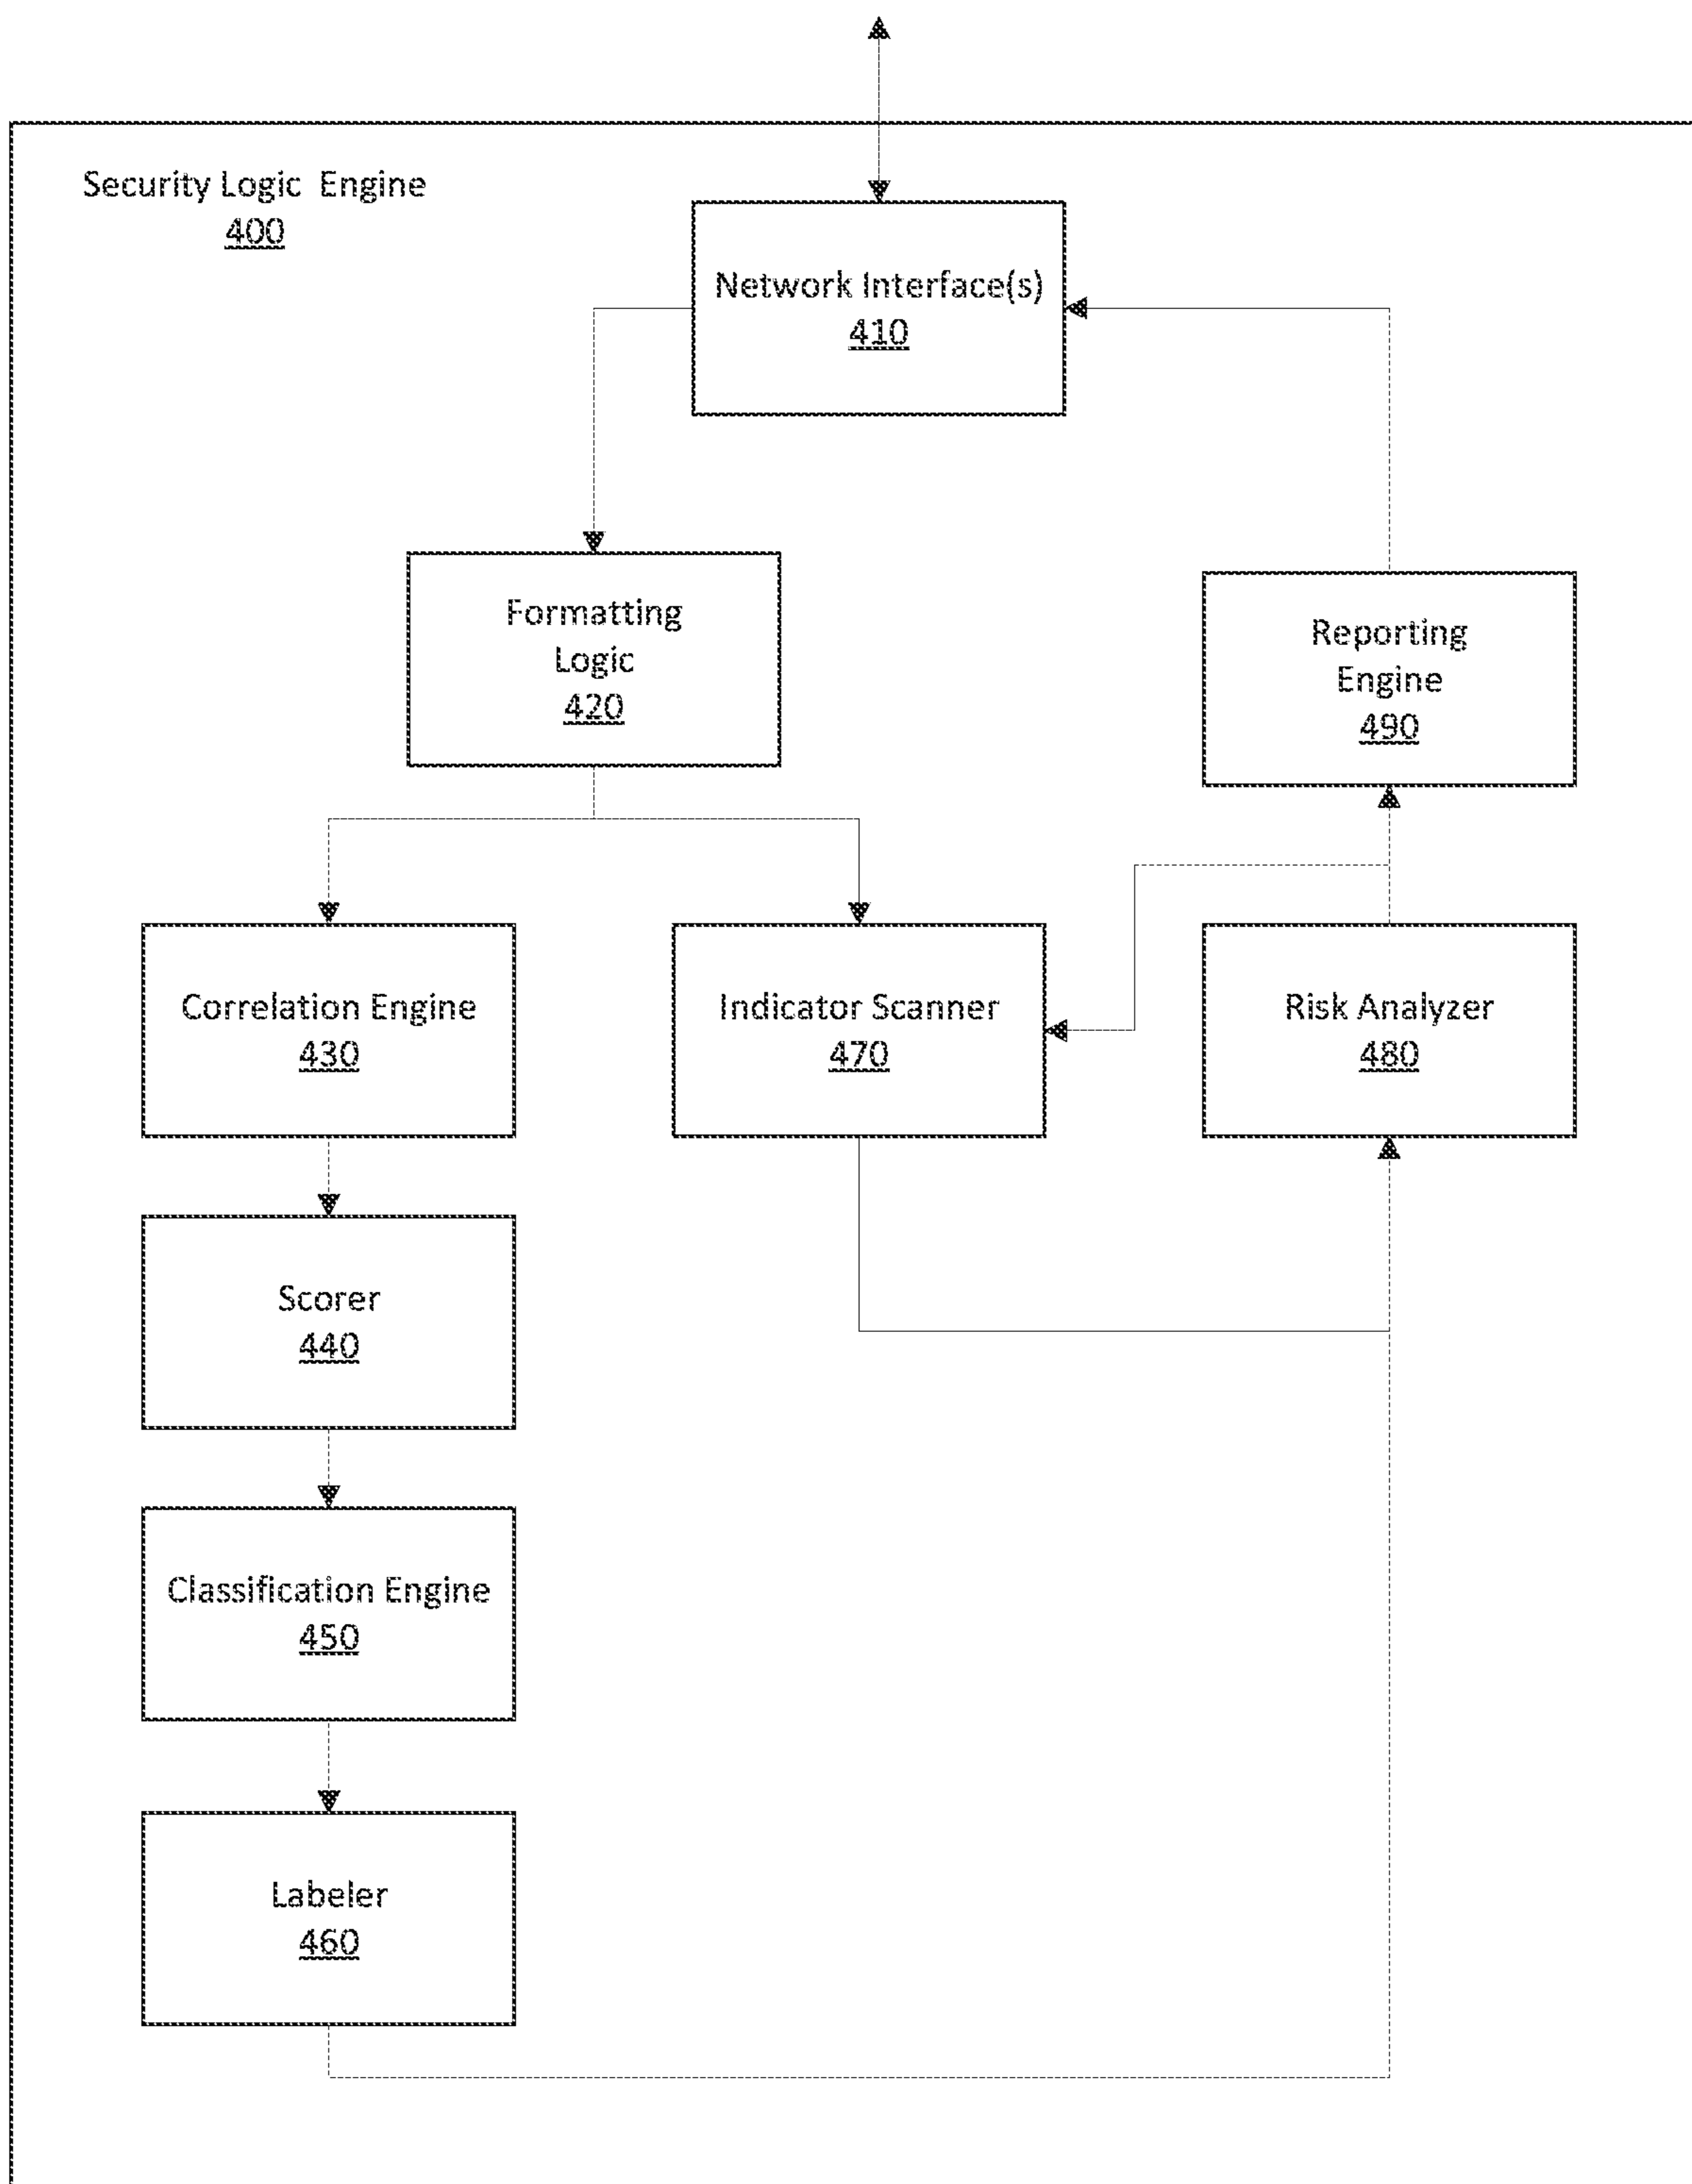 Security Logic Engine
400
Network Interface(s)
410
Formatting
Logic
420
Reporting
Engine
490
Correlation Engine
430
Indicator Scanner
470
Risk Analyzer
480
Scorer
440
Classification Engine
450
Labeler
460